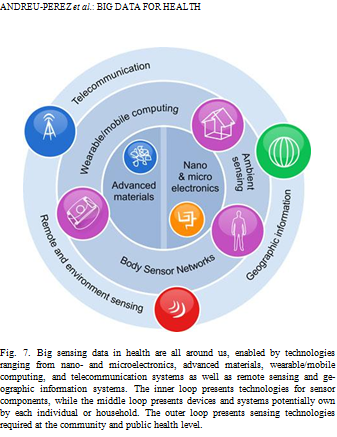 ANDREU-PEREZ et al.: BIG DATA FOR HEALTH
Telecommunication
Wearable/mobile computing
Advanced
materials
Nano
& micro
electronics
Ambient
sensing
Body Sensor Networks
Remote and environment sensing
Geographic information
Fig. 7. Big sensing data in health are all around us, enabled by technologies
ranging from nano- and microelectronics, advanced materials, wearable/mobile
computing, and telecommunication systems as well as remote sensing and ge-
ographic information systems. The inner loop presents technologies for sensor
components, while the middle loop presents devices and systems potentially own
by each individual or household. The outer loop presents sensing technologies
required at the community and public health level.